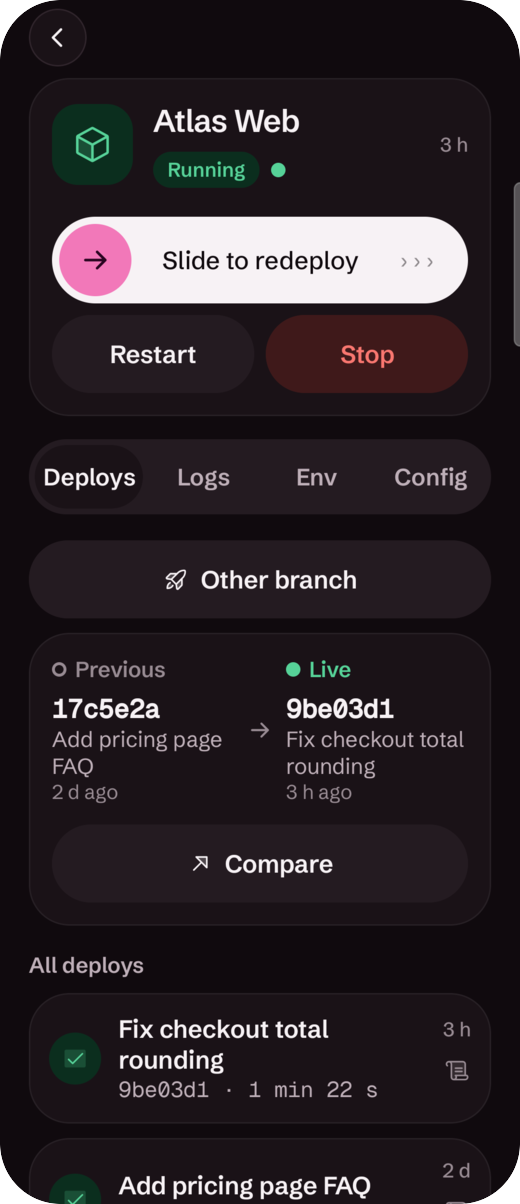 Atlas Web
3 h
Running
Slide to redeploy
›››
Restart
Stop
Deploys
Logs
Env
Config
Other branch
Previous
17c5e2a
Add pricing page
FAQ
2 d ago
Live
9be03d1
Fix checkout total
rounding
3 h ago
Compare
All deploys
Fix checkout total
rounding
9be03d1 · 1 min 22 s
3 h
Add pricing page FAQ
2 d